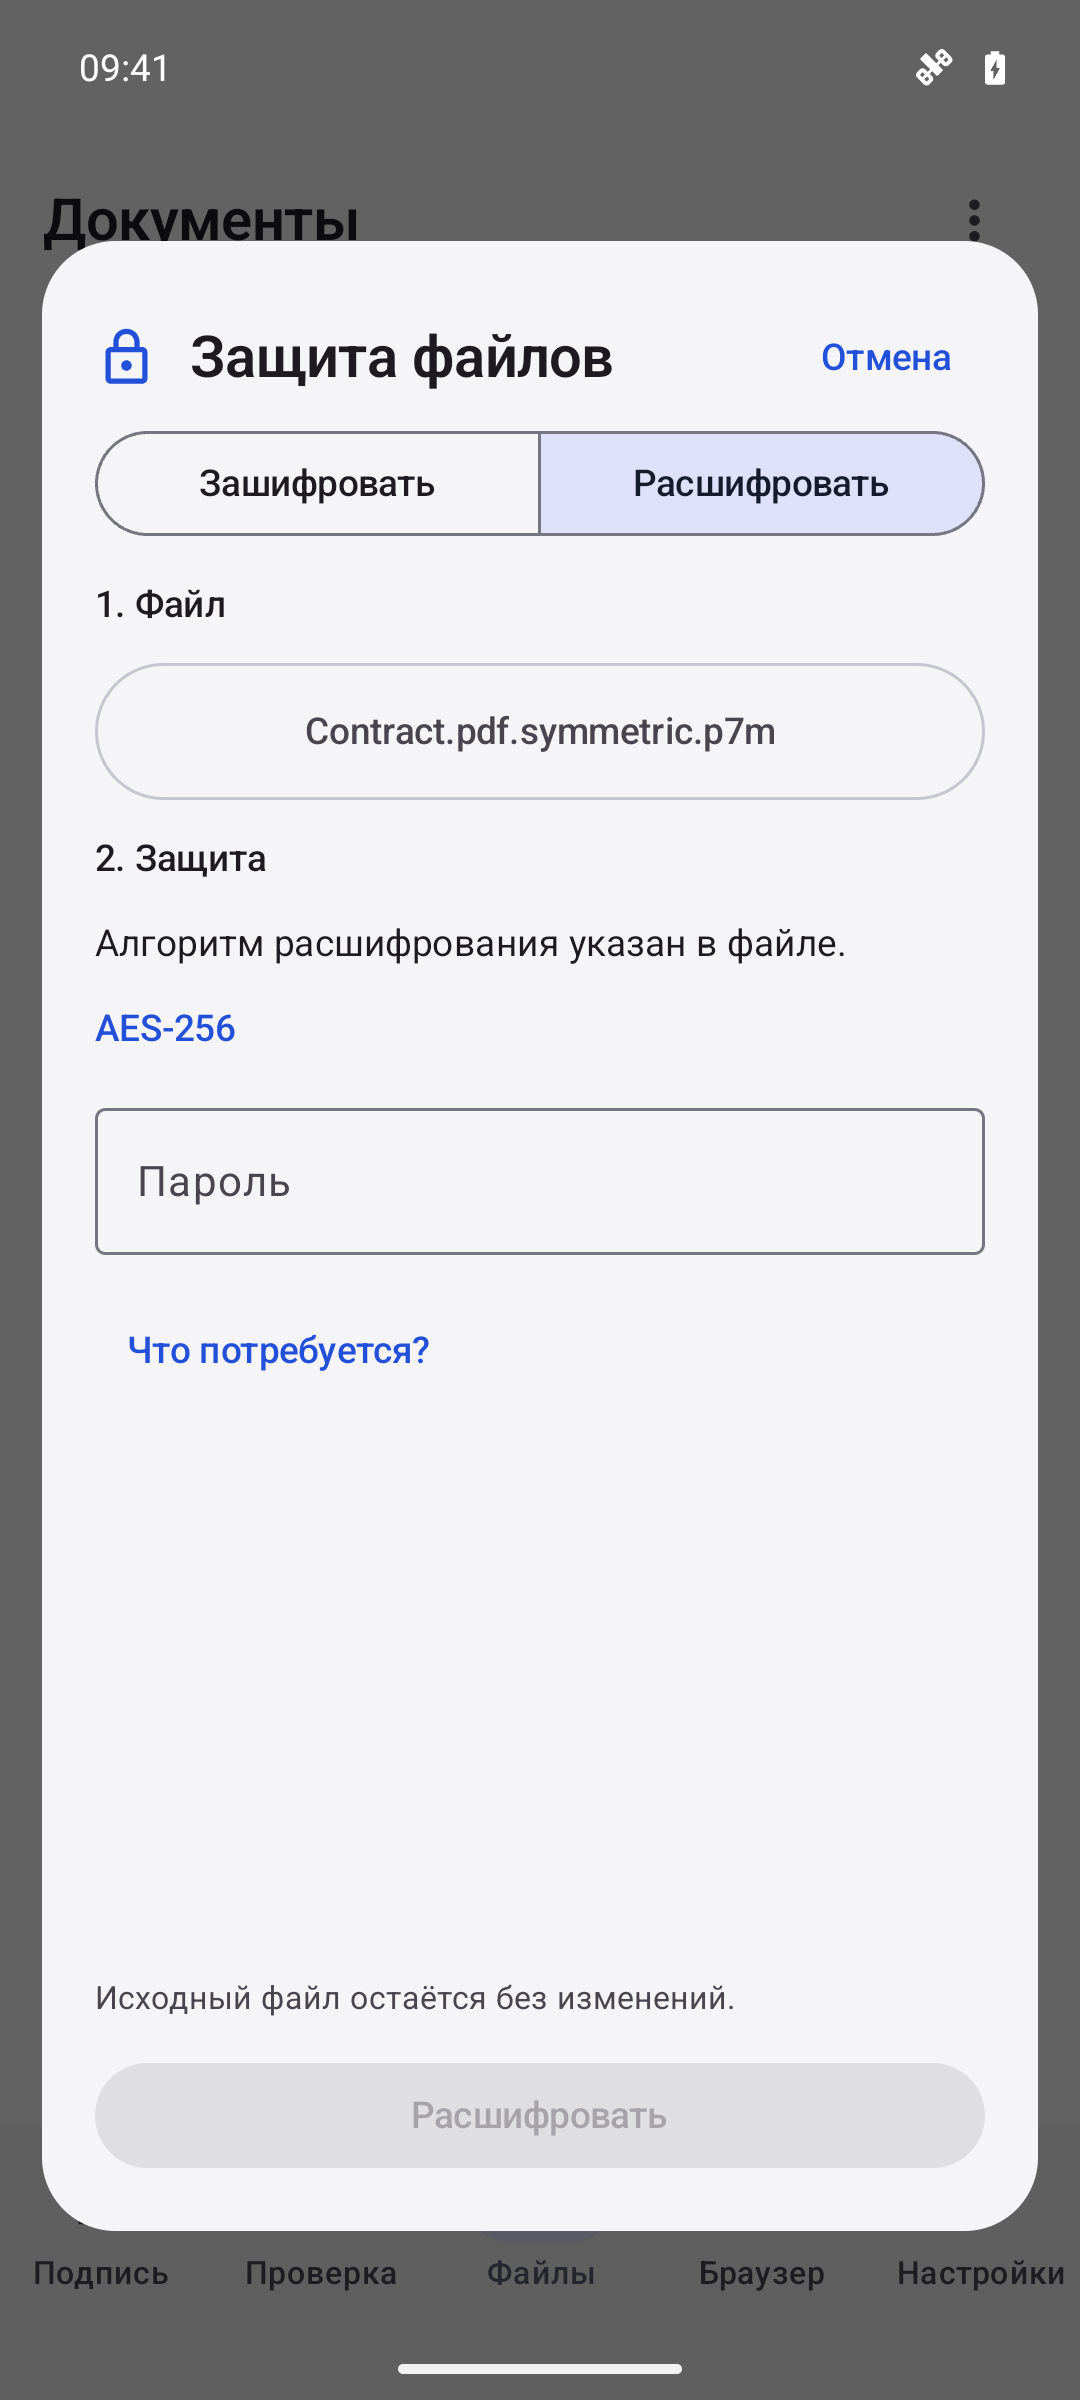 09:41
Документы
Защита файлов
Отмена
Зашифровать
Расшифровать
1. Файл
Contract.pdf.symmetric.p7m
2. Защита
Алгоритм расшифрования указан в файле.
AES-256
Пароль
Что потребуется?
Исходный файл остаётся без изменений.
Расшифровать
Подпись
Проверка
Файлы
Браузер
Настройки